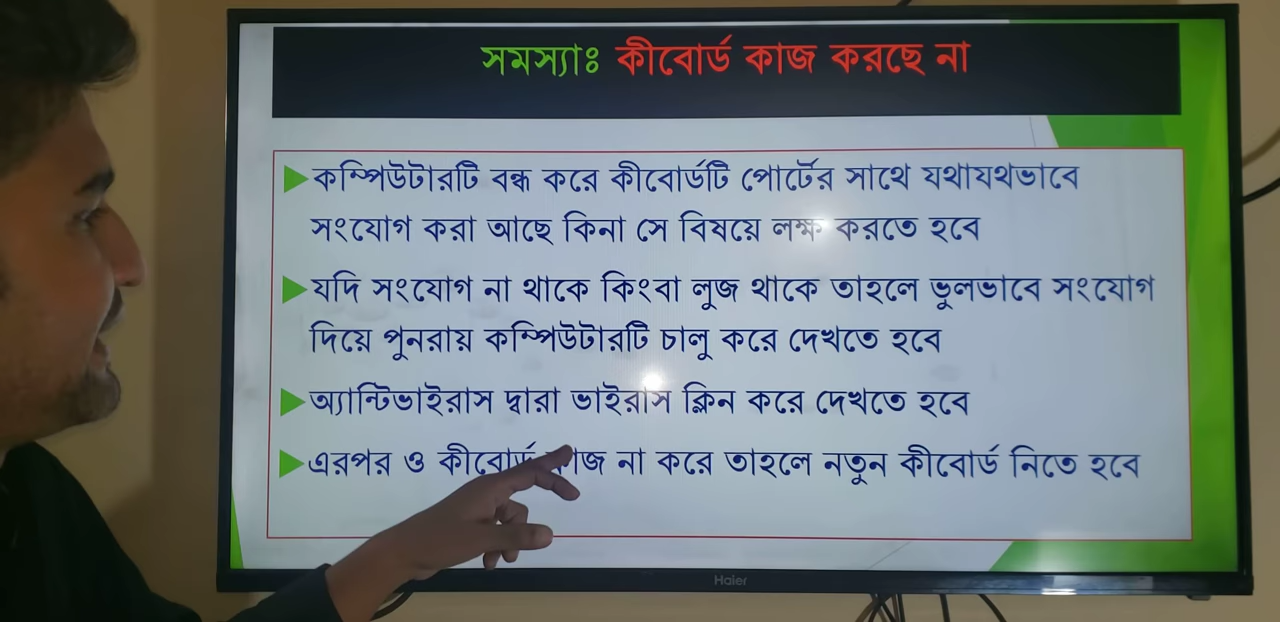 সমস্যাঃ কীবোর্ড কাজ করছে না
কম্পিউটারটি বন্ধ করে কীবোর্ডটি পোর্টের সাথে যথাযথভাবে
সংযোগ করা আছে কিনা সে বিষয়ে লক্ষ করতে হবে
যদি সংযোগ না থাকে কিংবা লুজ থাকে তাহলে ভুলভাবে সংযোগ
দিয়ে পুনরায় কম্পিউটারটি চালু করে দেখতে হবে
অ্যান্টিভাইরাস দ্বারা ভাইরাস ক্লিন করে দেখতে হবে
এরপর ও কীবোর্ড কাজ না করে তাহলে নতুন কীবোর্ড নিতে হবে
Haier